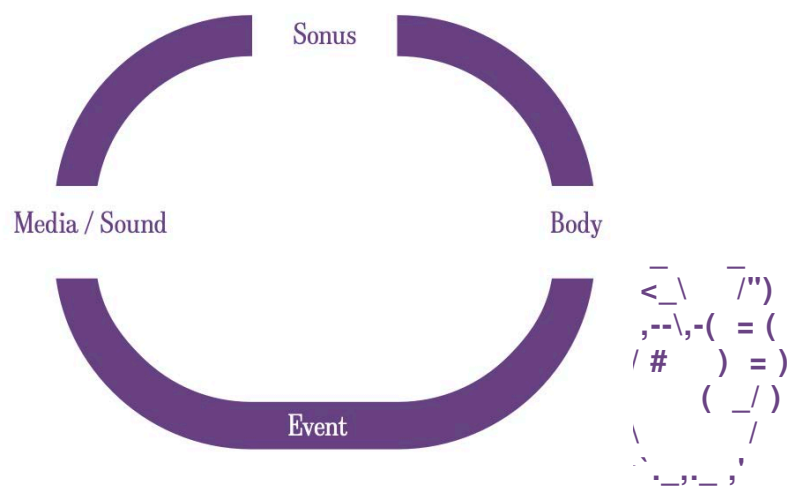 Sonus
Media / Sound
Body
Event
_ _
<_\ /")
,--\,-( = (
/ # ) = )
( _/ )
\ /
`._,._ ,'